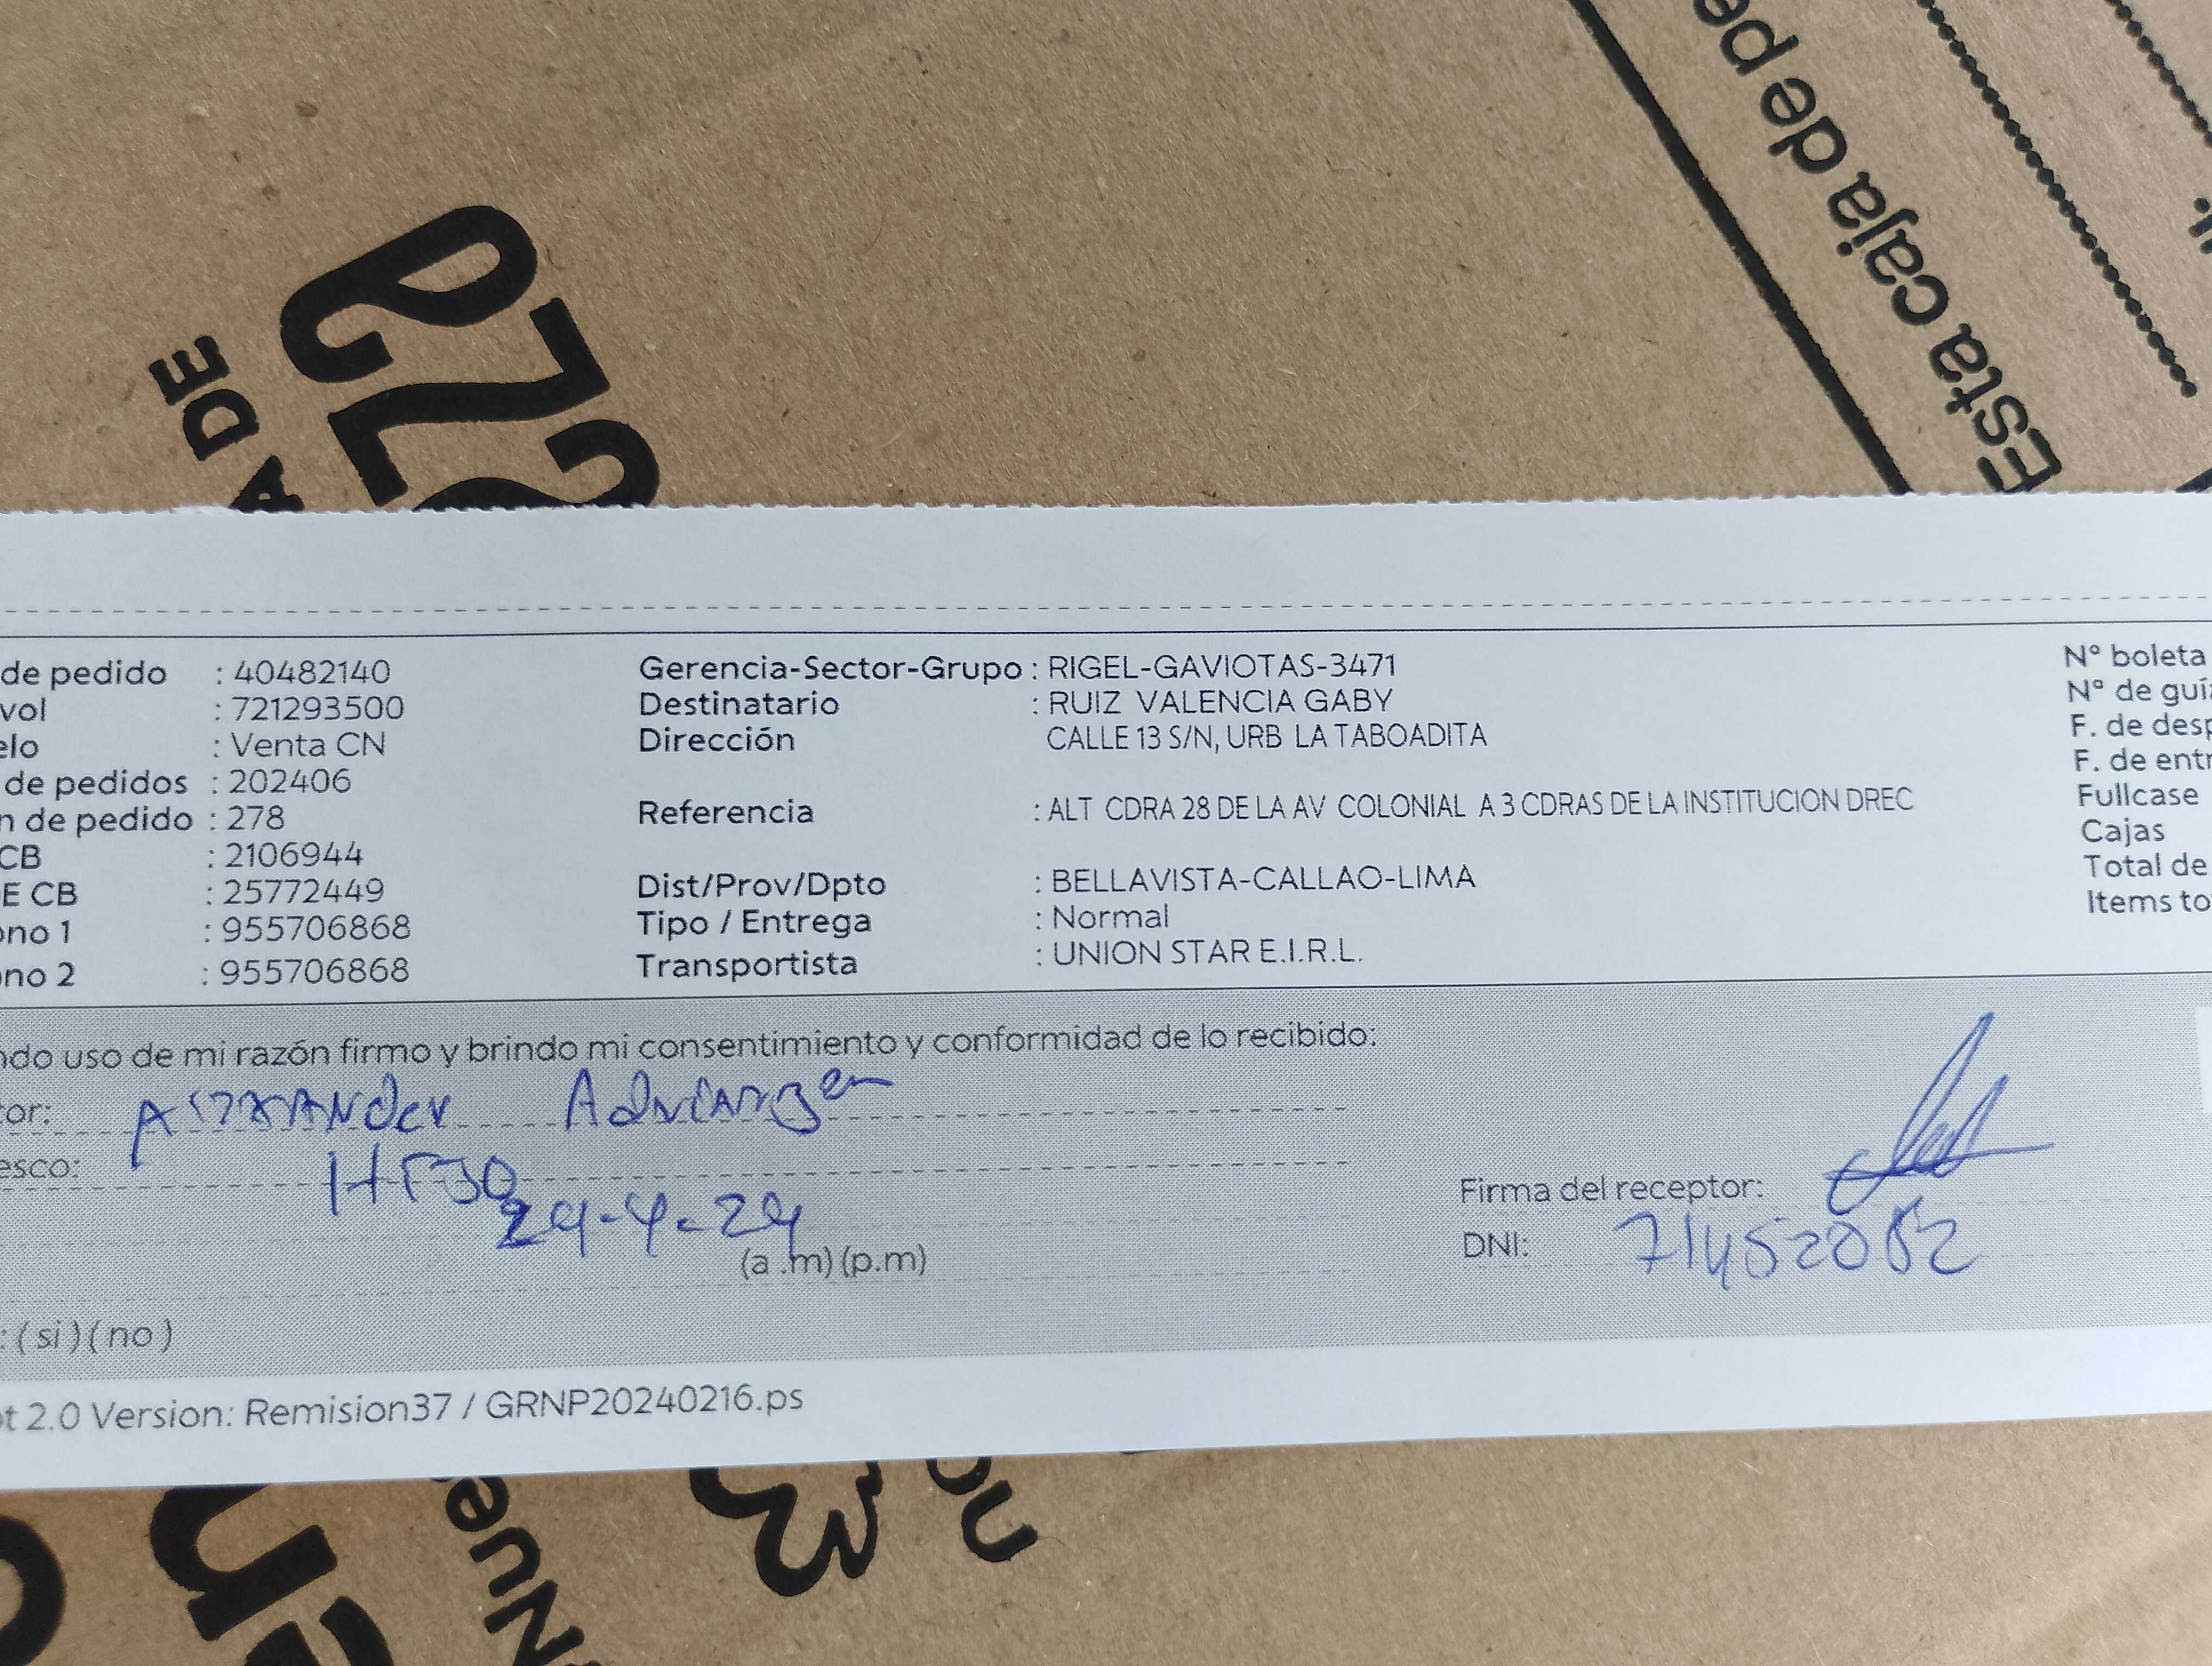 Esta caja de pe
A DE
de pedido : 40482140
vol : 721293500
elo : Venta CN
de pedidos : 202406
n de pedido : 278
CB : 2106944
E CB : 25772449
ono 1 : 955706868
ono 2 : 955706868
Gerencia-Sector-Grupo : RIGEL-GAVIOTAS-3471
Destinatario : RUIZ VALENCIA GABY
Dirección CALLE 13 S/N, URB LA TABOADITA
Referencia : ALT CDRA 28 DE LA AV COLONIAL A 3 CDRAS DE LA INSTITUCION DREC
Dist/Prov/Dpto : BELLAVISTA-CALLAO-LIMA
Tipo / Entrega : Normal
Transportista : UNION STAR E.I.R.L.
Nº boleta
Nº de guí
F. de desp
F. de entr
Fullcase
Cajas
Total de
Items to
ndo uso de mi razón firmo y brindo mi consentimiento y conformidad de lo recibido:
tor:
esco:
24-4-24
(a .m) (p.m)
Firma del receptor:
DNI:
: ( si ) ( no )
t 2.0 Version: Remision37 / GRNP20240216.ps